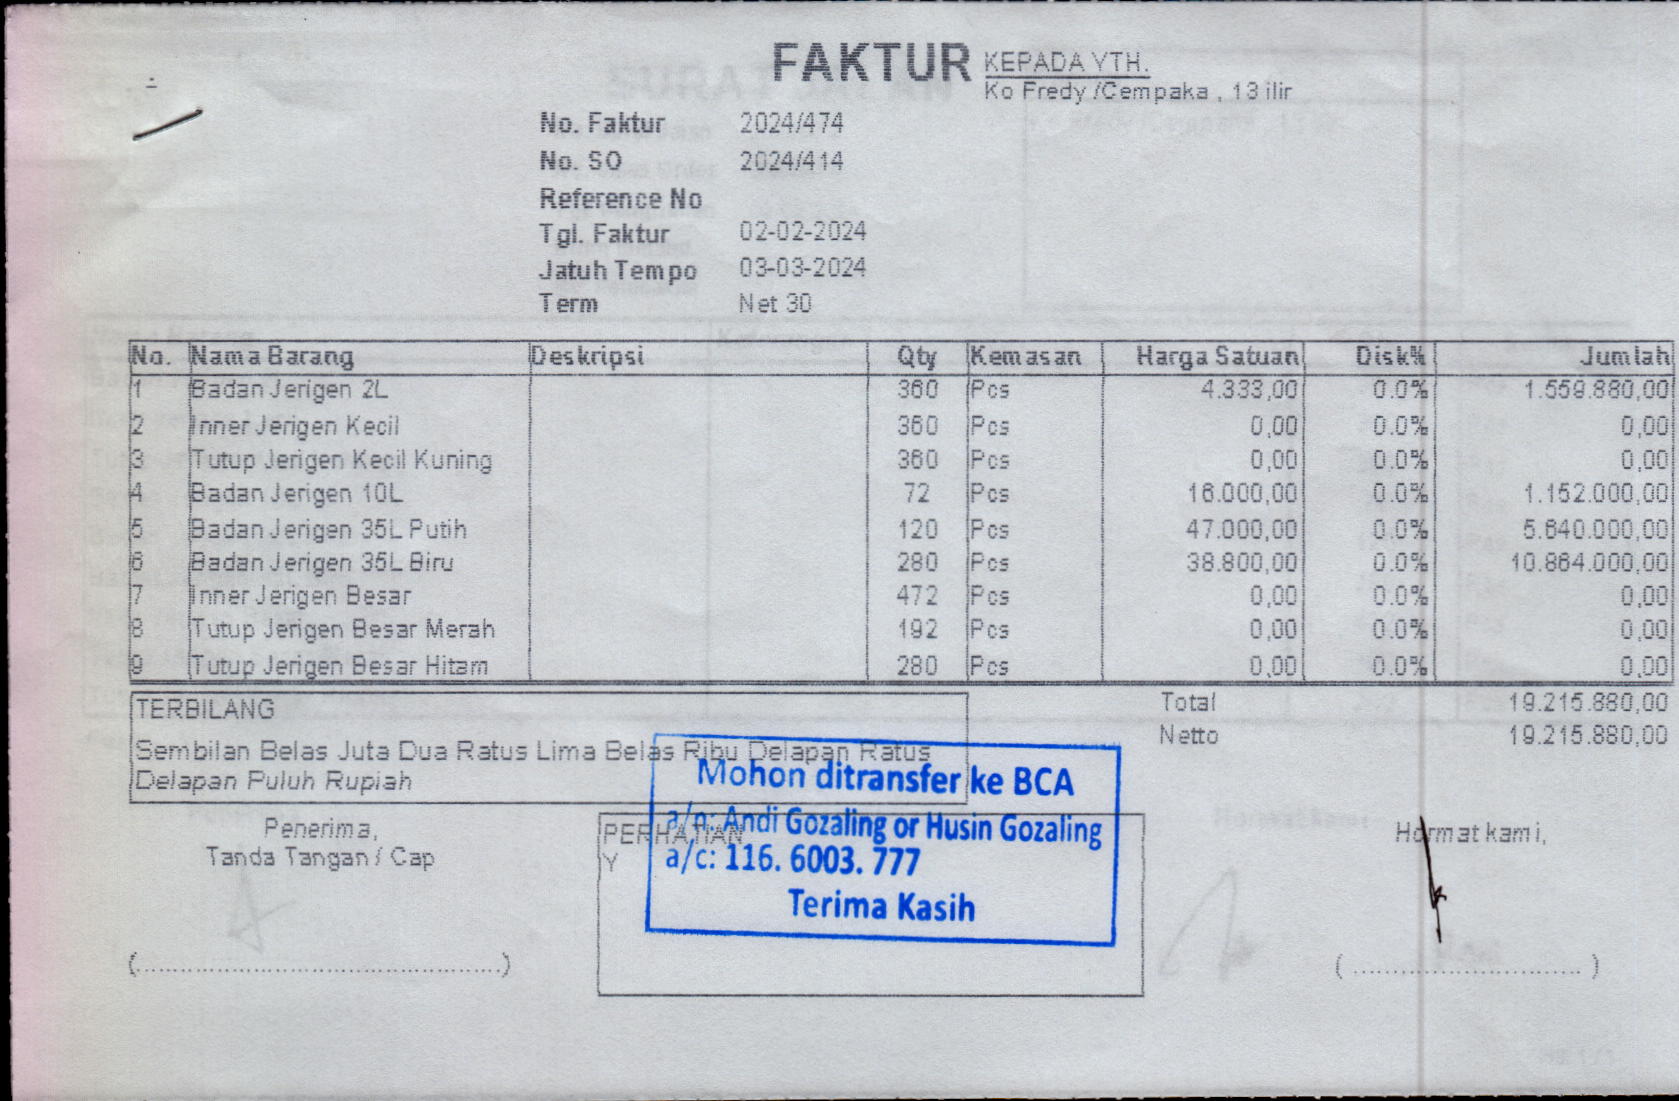 FAKTUR
KEPADA YTH.
Ko Fredy /Cempaka , 13 ilir
No. Faktur 2024/474
No. SO 2024/414
Reference No
Tgl. Faktur 02-02-2024
Jatuh Tempo 03-03-2024
Term Net 30
No. Nama Barang Deskripsi Qty Kemasan Harga Satuan Disk% Jumlah
1 Badan Jerigen 2L 360 Pcs 4.333,00 0.0% 1.559.880,00
2 Inner Jerigen Kecil 360 Pcs 0,00 0.0% 0,00
3 Tutup Jerigen Kecil Kuning 360 Pcs 0,00 0.0% 0,00
4 Badan Jerigen 10L 72 Pcs 16.000,00 0.0% 1.152.000,00
5 Badan Jerigen 35L Putih 120 Pcs 47.000,00 0.0% 5.640.000,00
6 Badan Jerigen 35L Biru 280 Pcs 38.800,00 0.0% 10.864.000,00
7 Inner Jerigen Besar 472 Pcs 0,00 0.0% 0,00
8 Tutup Jerigen Besar Merah 192 Pcs 0,00 0.0% 0,00
9 Tutup Jerigen Besar Hitam 280 Pcs 0,00 0.0% 0,00
TERBILANG
Sembilan Belas Juta Dua Ratus Lima Belas Ribu Delapan Ratus
Delapan Puluh Rupiah
Total 19.215.880,00
Netto 19.215.880,00
Mohon ditransfer ke BCA
a/n: Andi Gozaling or Husin Gozaling
a/c: 116. 6003. 777
Terima Kasih
Penerima,
Tanda Tangan / Cap
PERHATIAN
Y
Hormat kami,